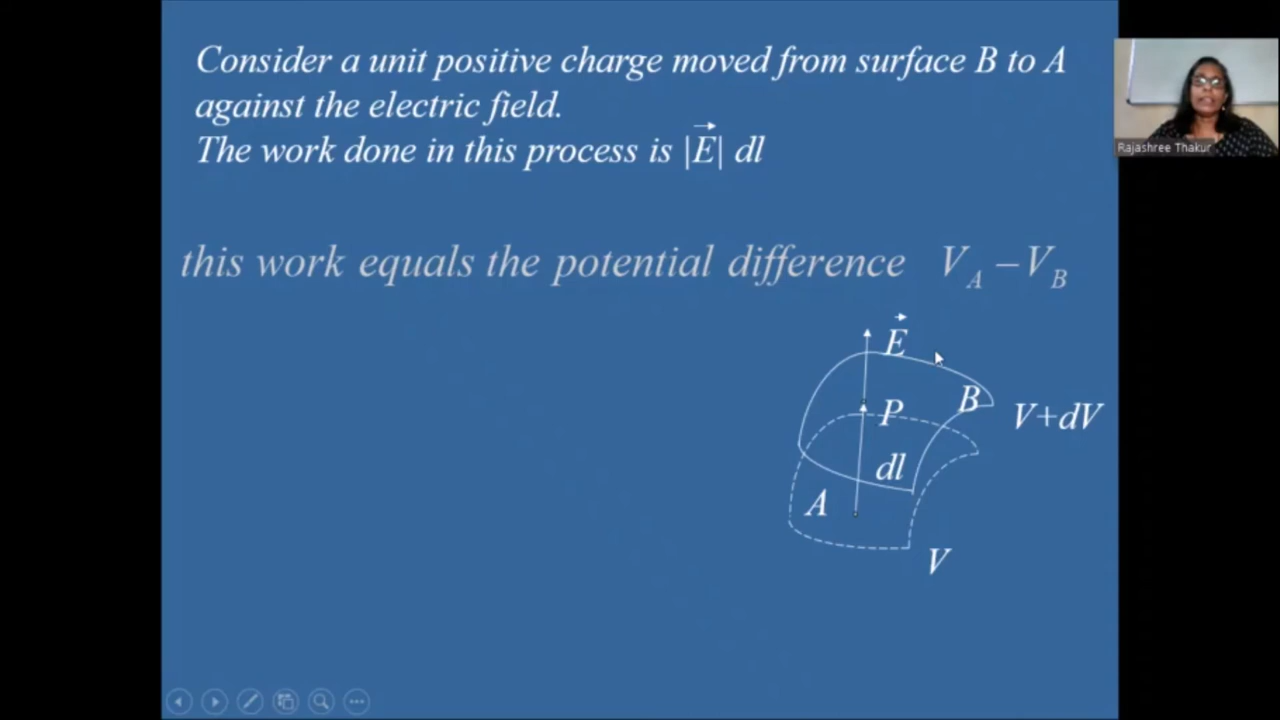 Consider a unit positive charge moved from surface B to A
against the electric field.
The work done in this process is |E⃗| dl
Rajashree Thakur
this work equals the potential difference V_A − V_B
E⃗
B
P
V+dV
dl
A
V